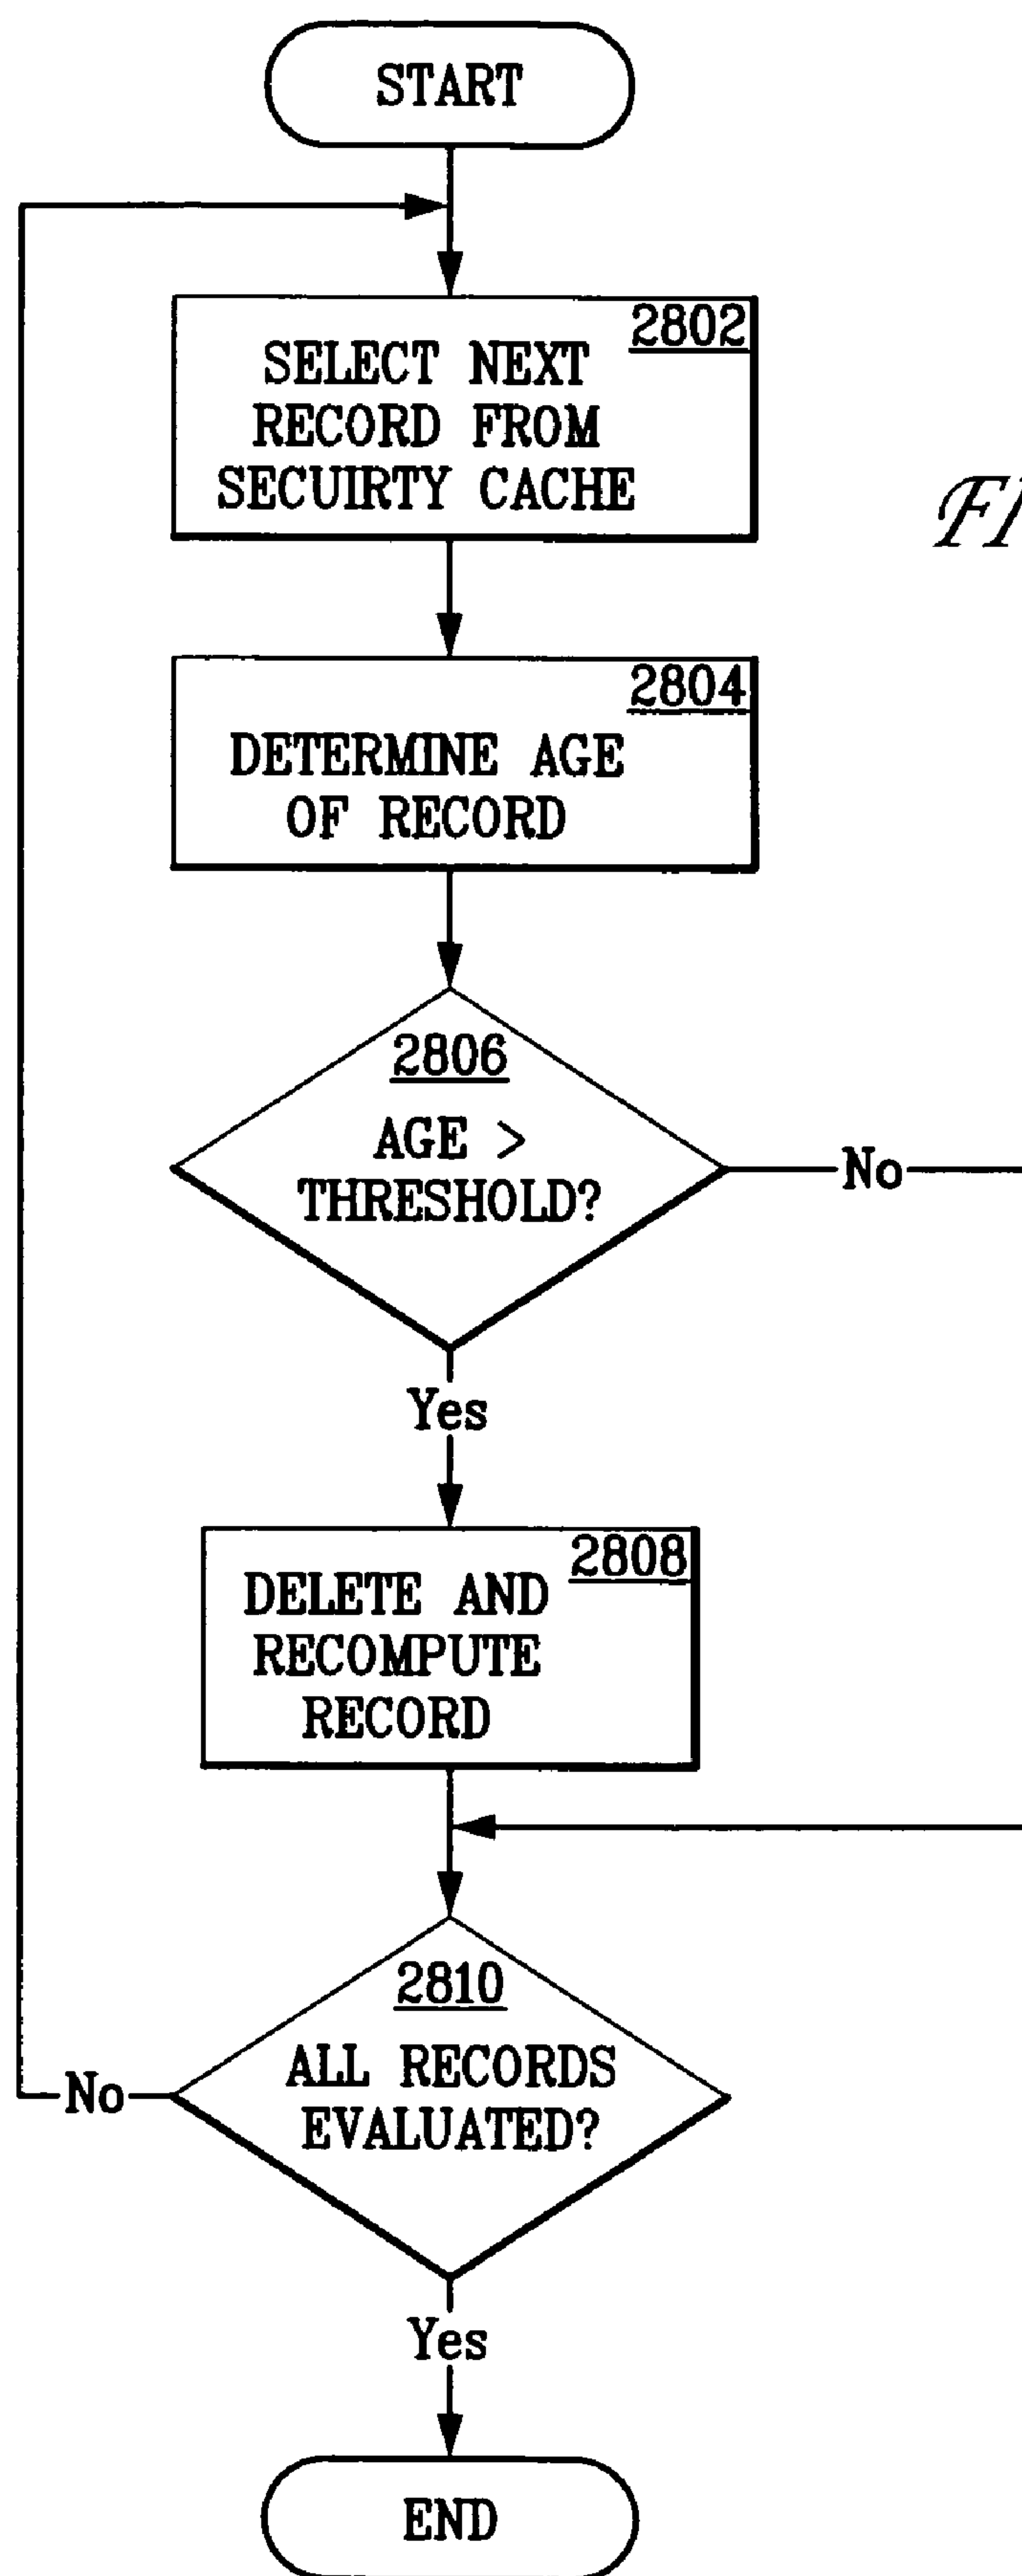 START
2802
SELECT NEXT
RECORD FROM
SECUIRTY CACHE
2804
DETERMINE AGE
OF RECORD
2806
AGE >
THRESHOLD?
No
Yes
2808
DELETE AND
RECOMPUTE
RECORD
2810
ALL RECORDS
EVALUATED?
No
Yes
END